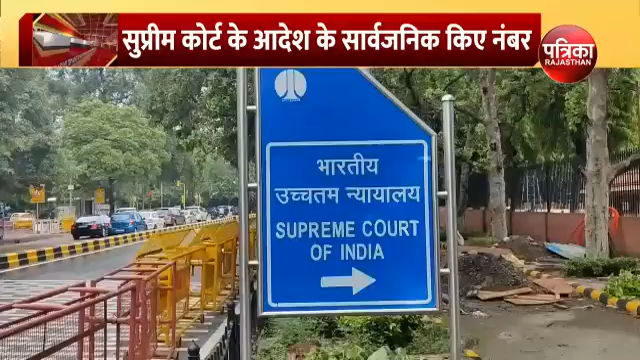 सुप्रीम कोर्ट के आदेश के सार्वजनिक किए नंबर
पत्रिका
RAJASTHAN
भारतीय
उच्चतम न्यायालय
SUPREME COURT
OF INDIA